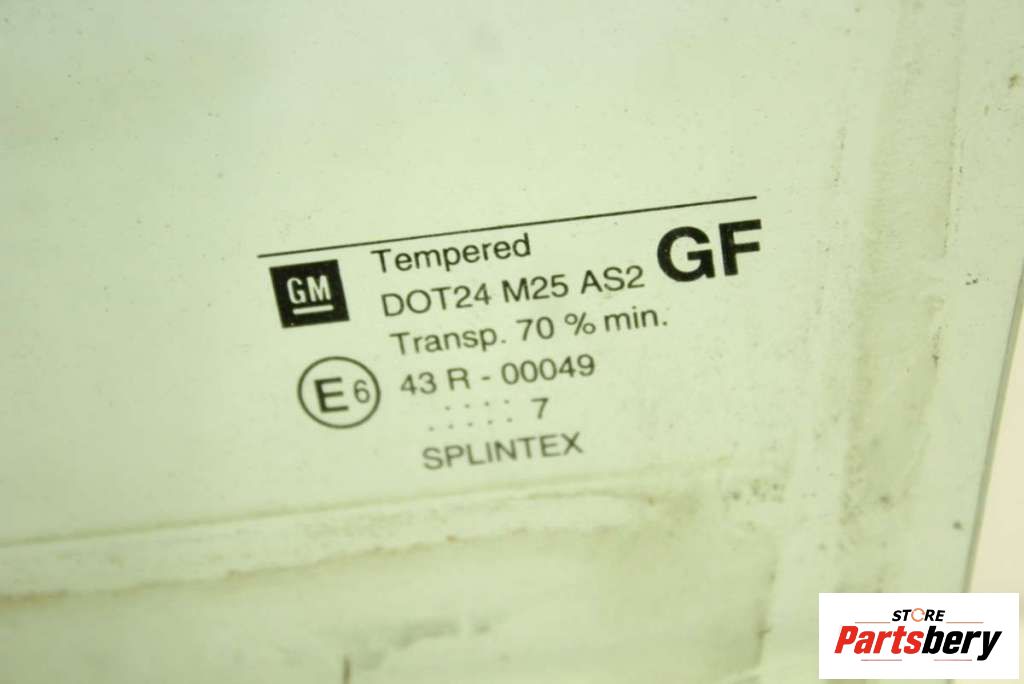 GM
Tempered
DOT24 M25 AS2 GF
Transp. 70 % min.
E6 43 R - 00049
. . . . . . . . . 7
SPLINTEX
STORE
Partsbery